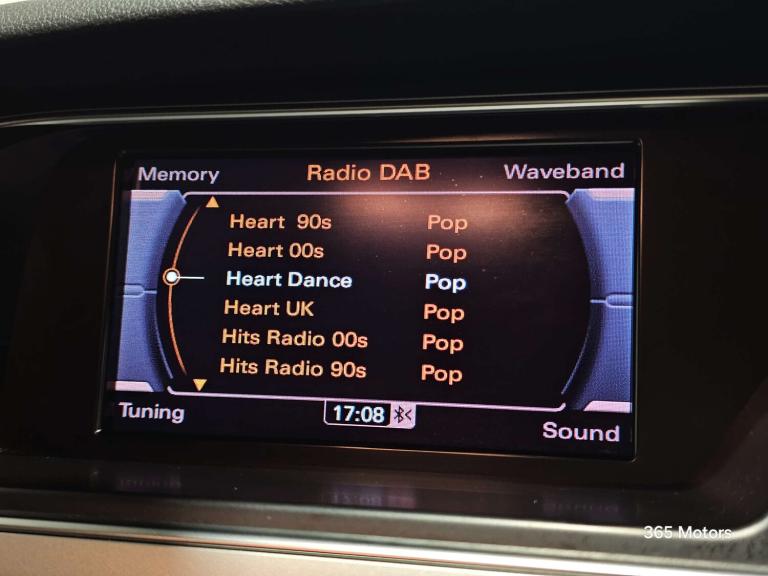 Memory Radio DAB Waveband
Heart 90s Pop
Heart 00s Pop
Heart Dance Pop
Heart UK Pop
Hits Radio 00s Pop
Hits Radio 90s Pop
Tuning 17:08 Sound
365 Motors